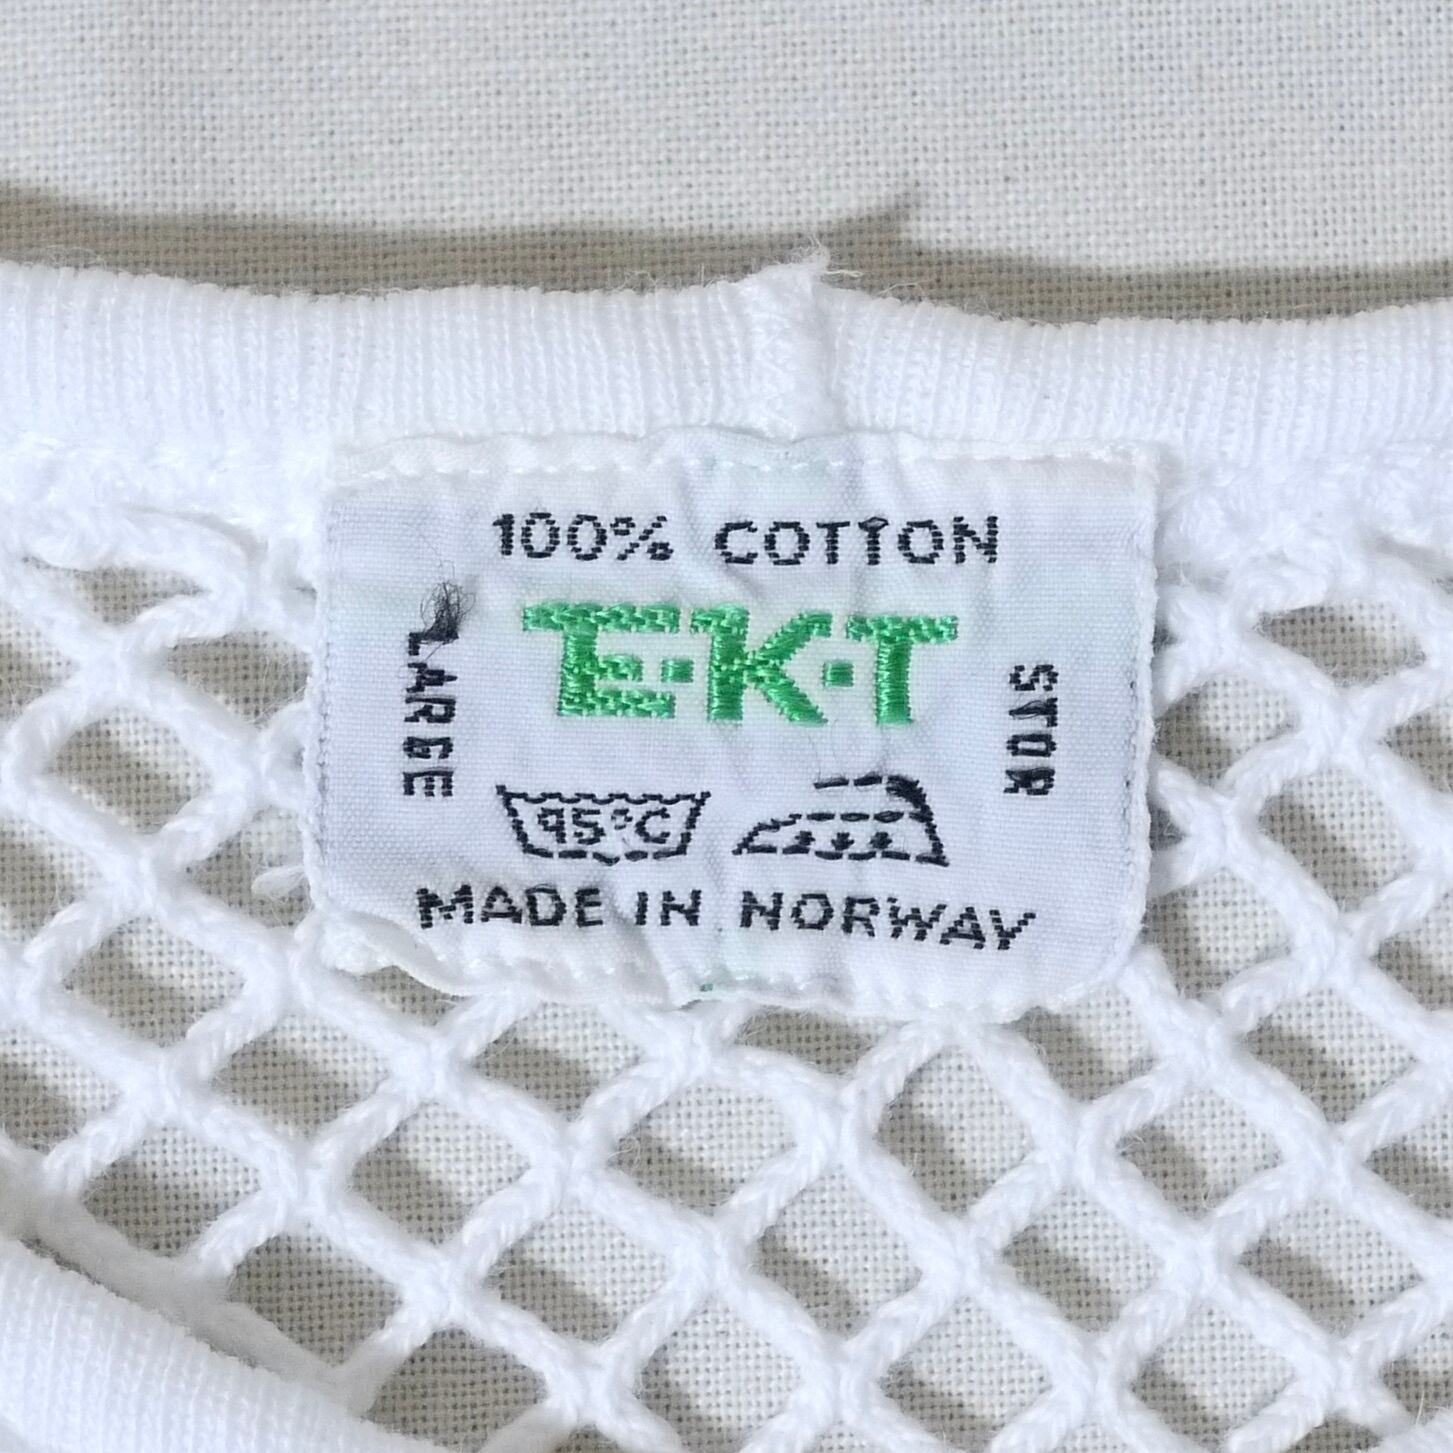 100% COTTON
LARGE
E·K·T
STOR
95°C
MADE IN NORWAY